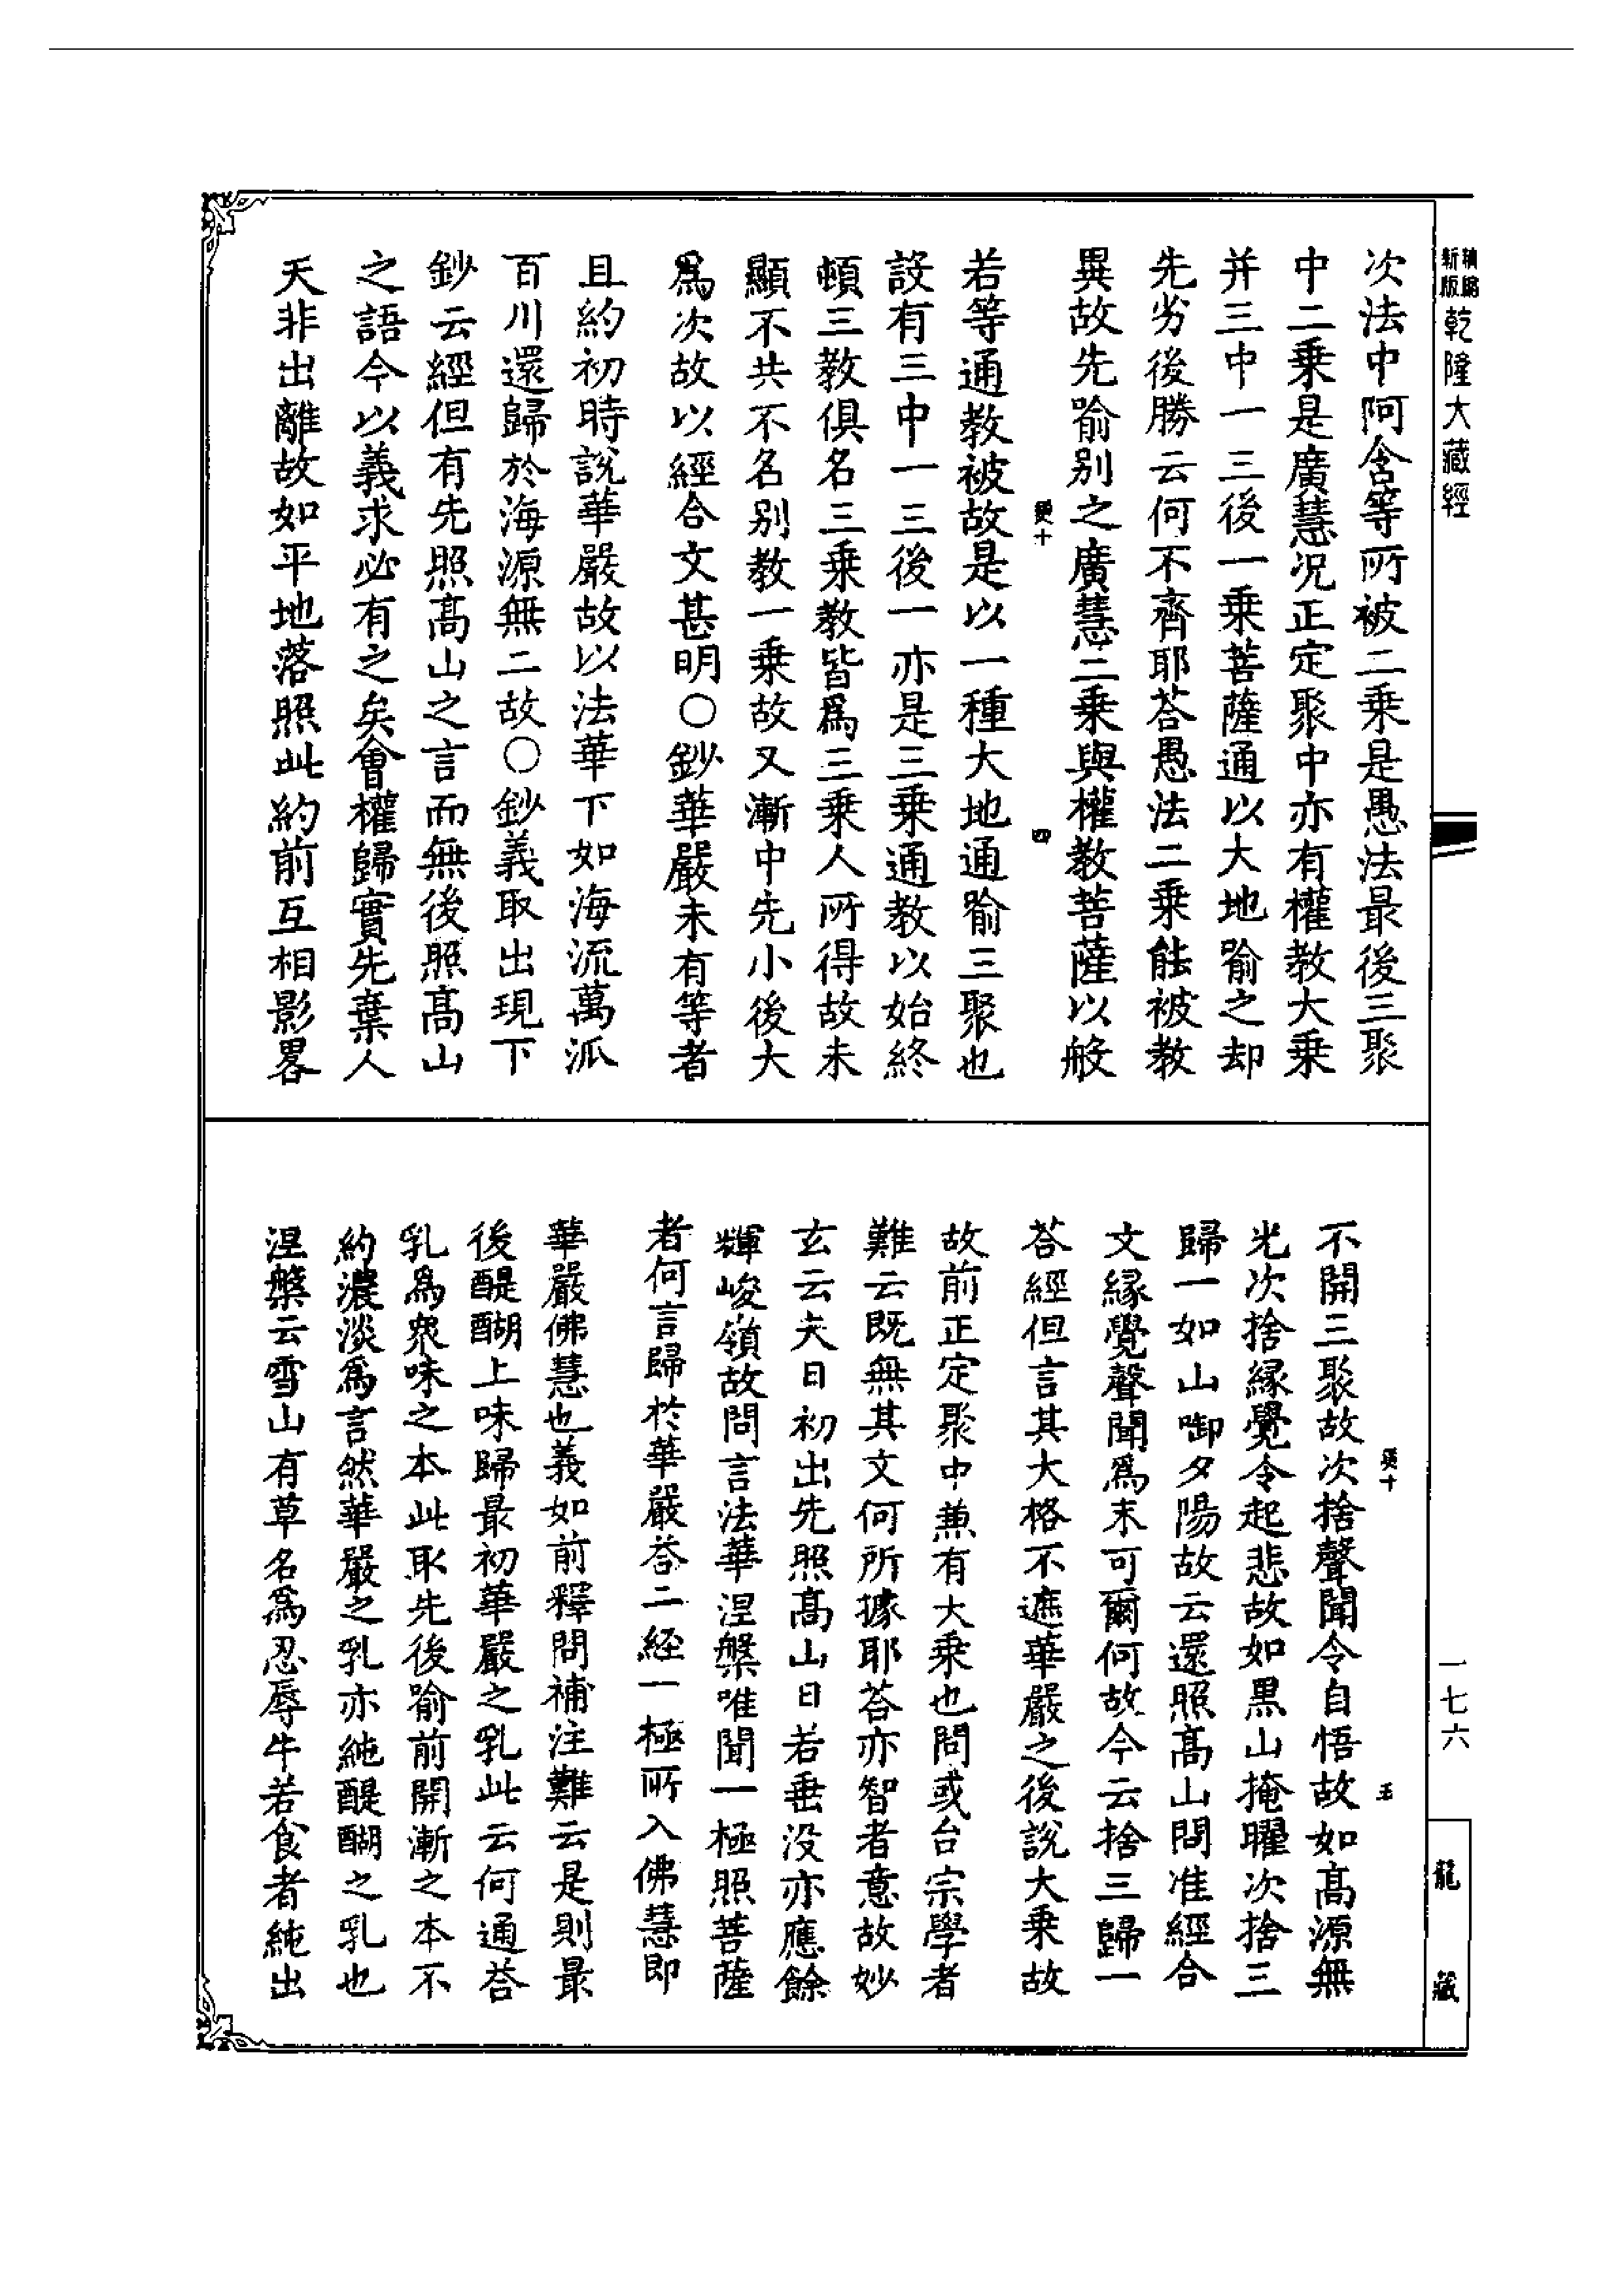 新版
精縮
乾隆大藏經
次法中阿含等所被二乘是愚法最後三聚
中二乘是廣慧況正定聚中亦有權教大乘
并三中一三後一乘菩薩通以大地喻之却
先劣後勝云何不齊耶荅愚法二乘能被教
異故先喻别之廣慧二乘與權教菩薩以般
十
四
若等通教被故是以一種大地通喻三聚也
設有三中一三後一亦是三乘通教以始終
頓三教俱名三乘教皆爲三乘人所得故未
顯不共不名别教一乘故又漸中先小後大
爲次故以經合文甚明○鈔華嚴未有等者
且約初時説華嚴故以法華下如海流萬派
百川還歸於海源無二故○鈔義取出現下
鈔云經但有先照髙山之言而無後照髙山
之語今以義求必有之矣會權歸實先棄人
天非出離故如平地落照此約前互相影畧
十
五
不開三聚故次捨聲聞令自悟故如髙源無
光次捨緣覺令起悲故如黒山掩曜次捨三
歸一如山啣夕陽故云還照髙山問准經合
文緣覺聲聞爲末可爾何故今云捨三歸一
荅經但言其大格不遮華嚴之後説大乘故
故前正定聚中兼有大乘也問或台宗學者
難云既無其文何所據耶荅亦智者意故妙
玄云夫日初出先照髙山日若垂没亦應餘
輝峻嶺故問言法華涅槃唯聞一極照菩薩
者何言歸於華嚴荅二經一極所入佛慧即
華嚴佛慧也義如前釋問補注難云是則最
後醍醐上味歸最初華嚴之乳此云何通荅
乳爲衆味之本此取先後喻前開漸之本不
約濃淡爲言然華嚴之乳亦純醍醐之乳也
涅槃云雪山有草名爲忍辱牛若食者純出
一七六
龍
藏